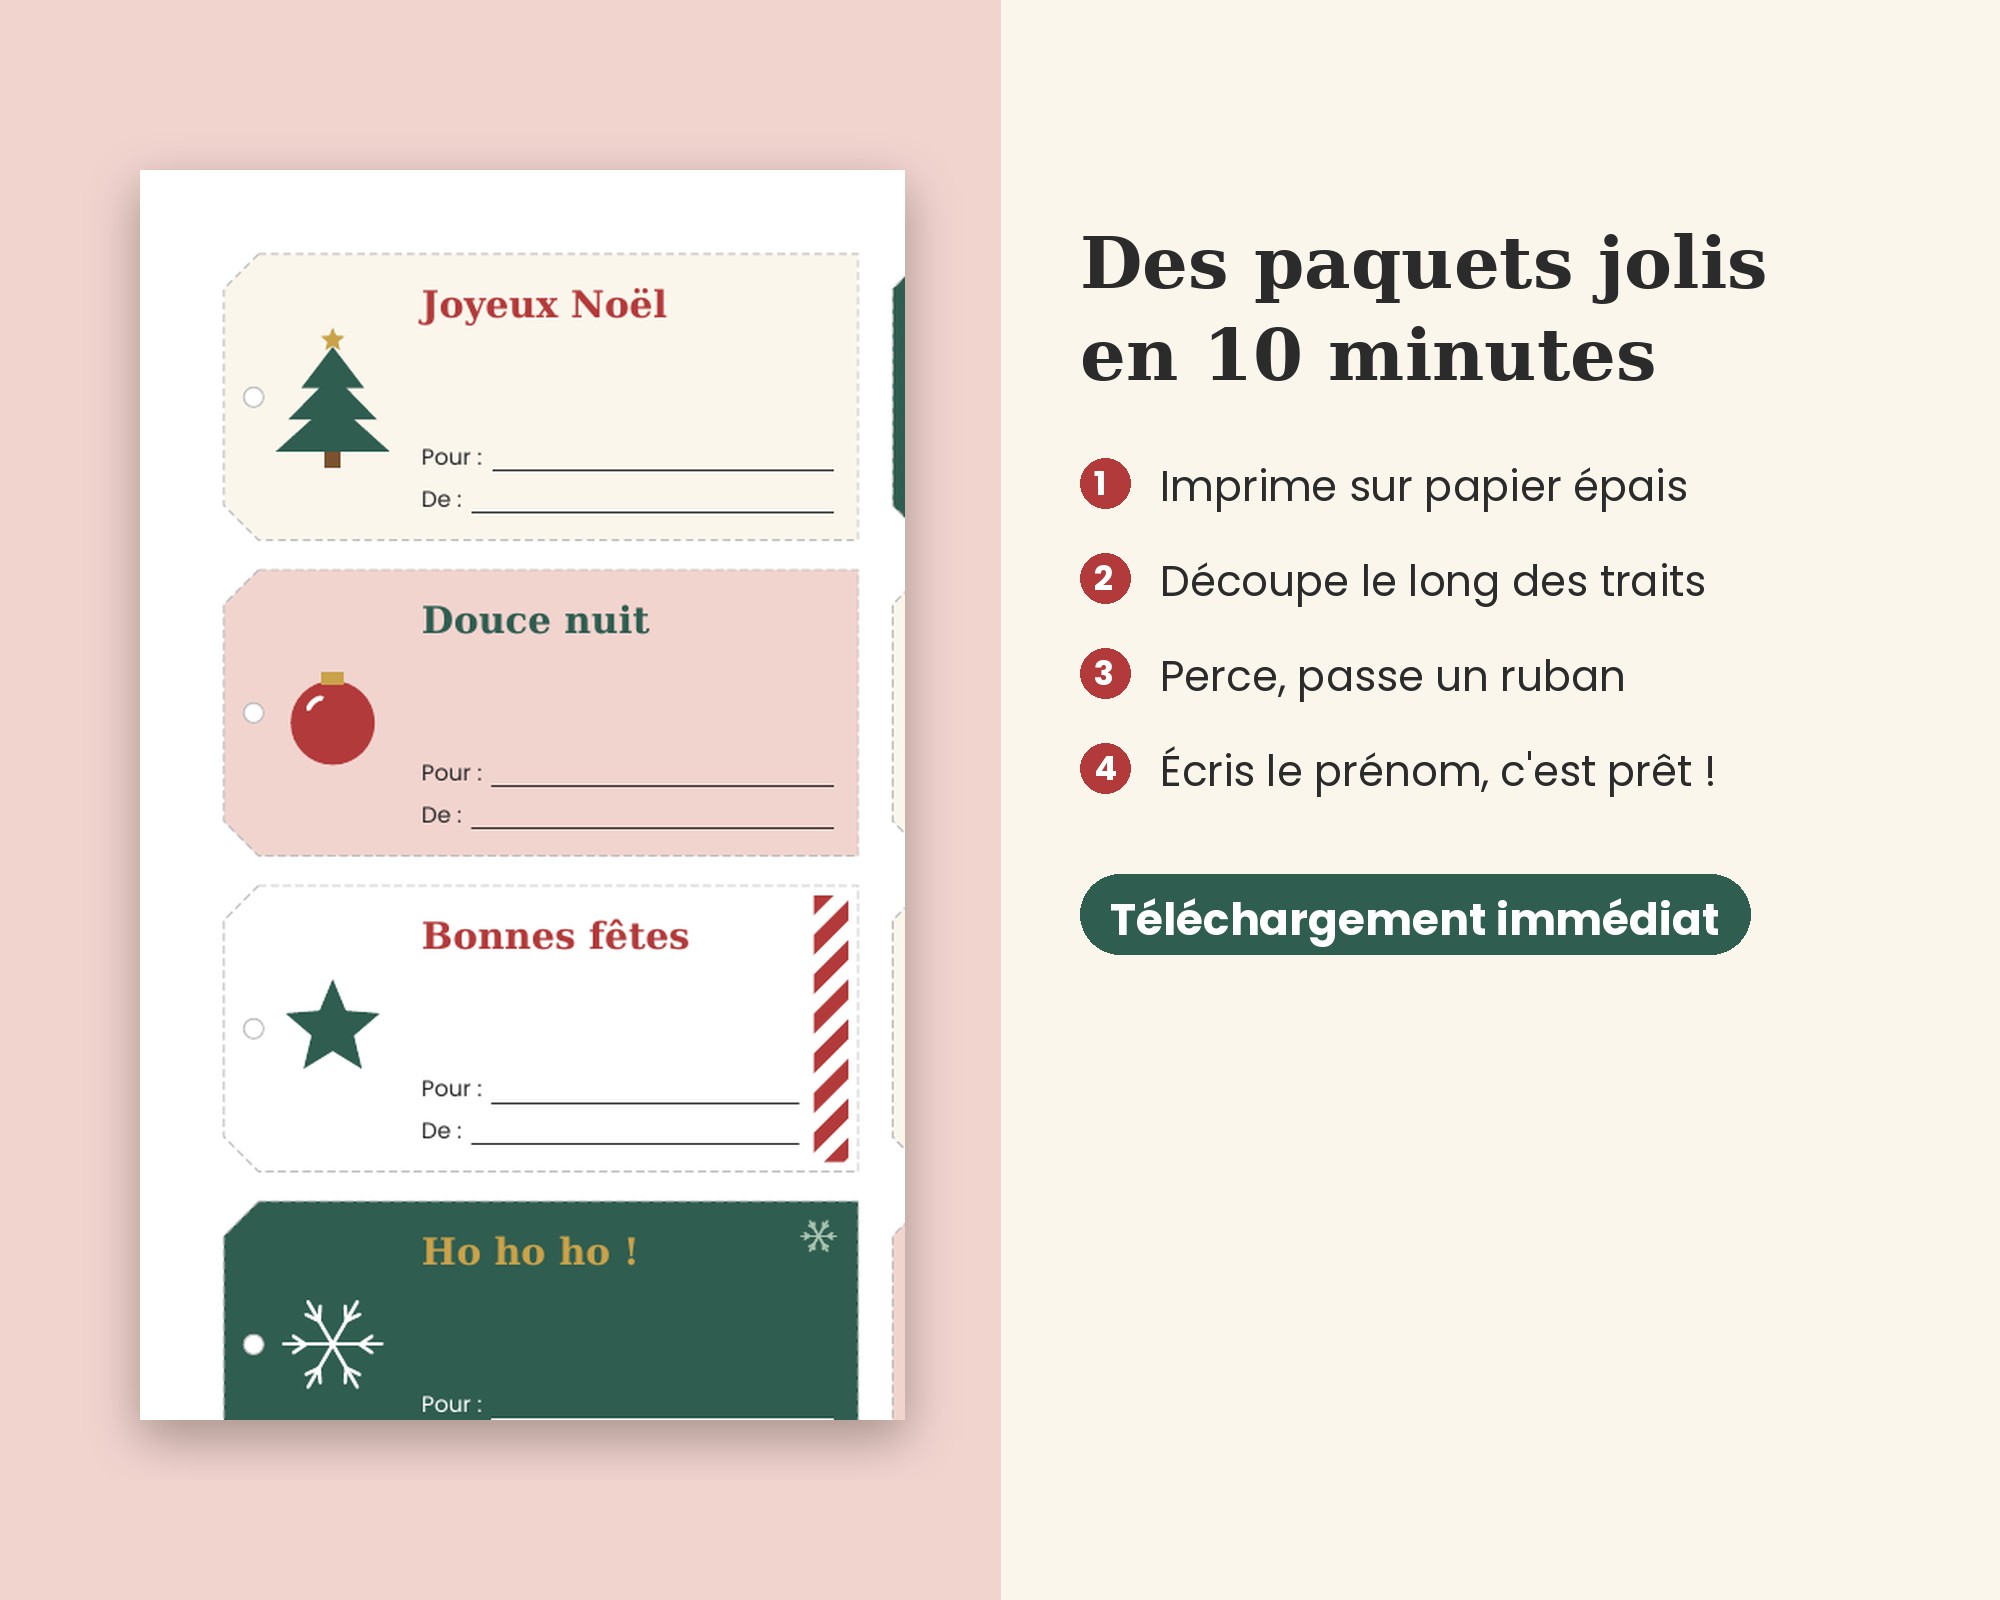 Joyeux Noël
Pour :
De :
Douce nuit
Pour :
De :
Bonnes fêtes
Pour :
De :
Ho ho ho !
Pour :
Des paquets jolis
en 10 minutes
1 Imprime sur papier épais
2 Découpe le long des traits
3 Perce, passe un ruban
4 Écris le prénom, c'est prêt !
Téléchargement immédiat